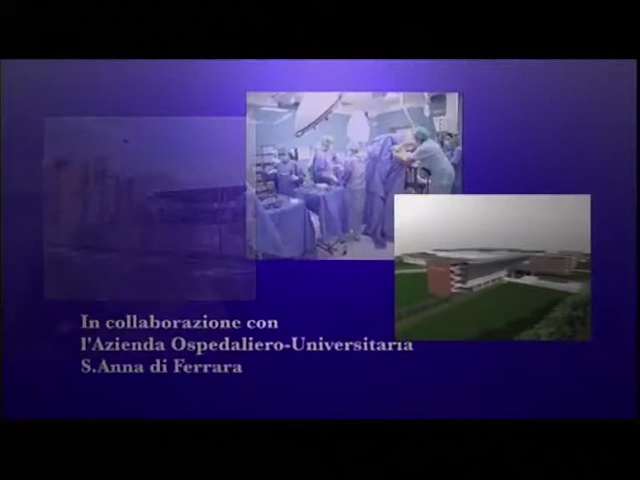 In collaborazione con
l'Azienda Ospedaliero-Universitaria
S.Anna di Ferrara